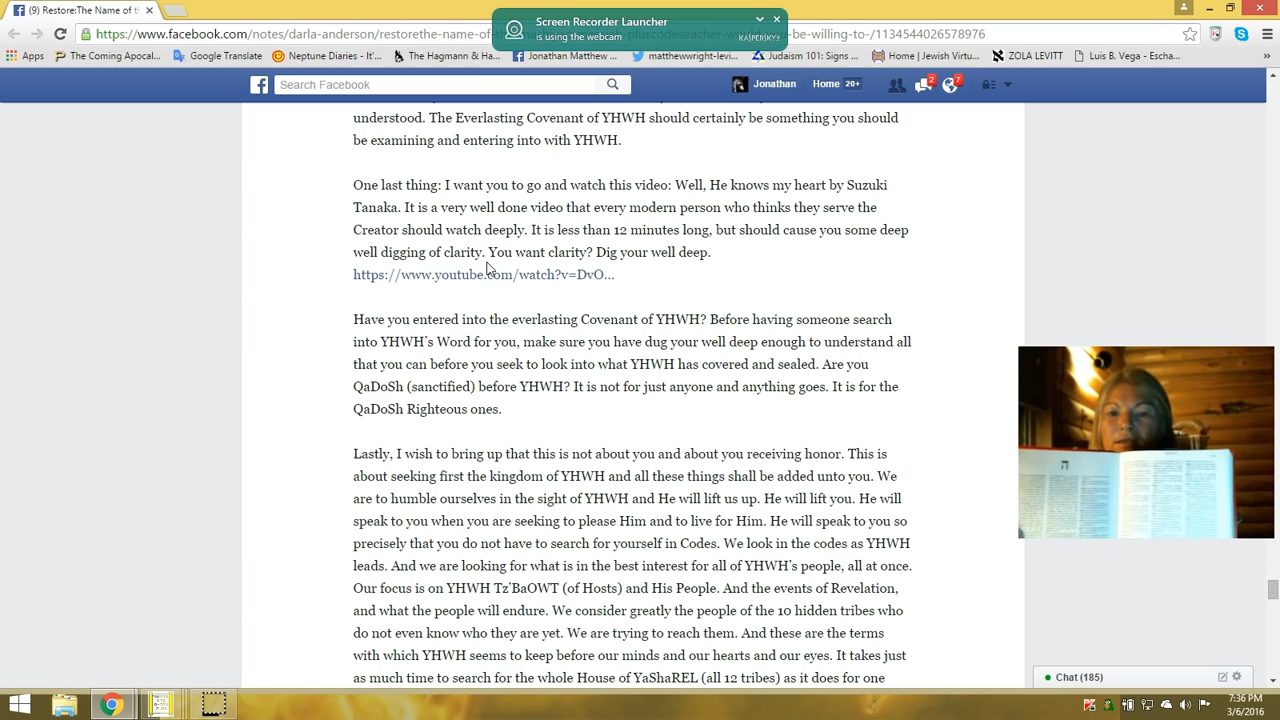 (9) Restore:The Name of th
Screen Recorder Launcher
is using the webcam
KASPERSKY
https://www.facebook.com/notes/darla-anderson/restorethe-name-of-
-pluscodeseacher-wo
-be-willing-to-/1134544026578976
Apps
The Coming Apocal...
Facebook
Neptune Diaries - It'...
The Hagmann & Ha
Jonathan Matthew
matthewwright-levi...
Judaism 101: Searc...
Home | Jewish Virtu...
ZOLA LEVITT
Luis B. Vega - Escha...
Search Facebook
Jonathan
Home 20+
2
7
understood. The Everlasting Covenant of YHWH should certainly be something you should
be examining and entering into with YHWH.
One last thing: I want you to go and watch this video: Well, He knows my heart by Suzuki
Tanaka. It is a very well done video that every modern person who thinks they serve the
Creator should watch deeply. It is less than 12 minutes long, but should cause you some deep
well digging of clarity. You want clarity? Dig your well deep.
https://www.youtube.com/watch?v=DvO...
Have you entered into the everlasting Covenant of YHWH? Before having someone search
into YHWH's Word for you, make sure you have dug your well deep enough to understand all
that you can before you seek to look into what YHWH has covered and sealed. Are you
QaDoSh (sanctified) before YHWH? It is not for just anyone and anything goes. It is for the
QaDoSh Righteous ones.
Lastly, I wish to bring up that this is not about you and about you receiving honor. This is
about seeking first the kingdom of YHWH and all these things shall be added unto you. We
are to humble ourselves in the sight of YHWH and He will lift us up. He will lift you. He will
speak to you when you are seeking to please Him and to live for Him. He will speak to you so
precisely that you do not have to search for yourself in Codes. We look in the codes as YHWH
leads. And we are looking for what is in the best interest for all of YHWH's people, all at once.
Our focus is on YHWH Tz'BaOWT (of Hosts) and His People. And the events of Revelation,
and what the people will endure. We consider greatly the people of the 10 hidden tribes who
do not even know who they are yet. We are trying to reach them. And these are the terms
with which YHWH seems to keep before our minds and our hearts and our eyes. It takes just
as much time to search for the whole House of YaShaREL (all 12 tribes) as it does for one
Chat (185)
7:36 PM
3/6/2016